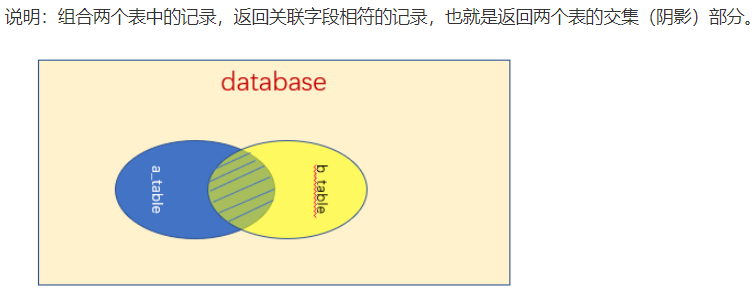 说明：组合两个表中的记录，返回关联字段相符的记录，也就是返回两个表的交集（阴影）部分。
database
a_table
b_table